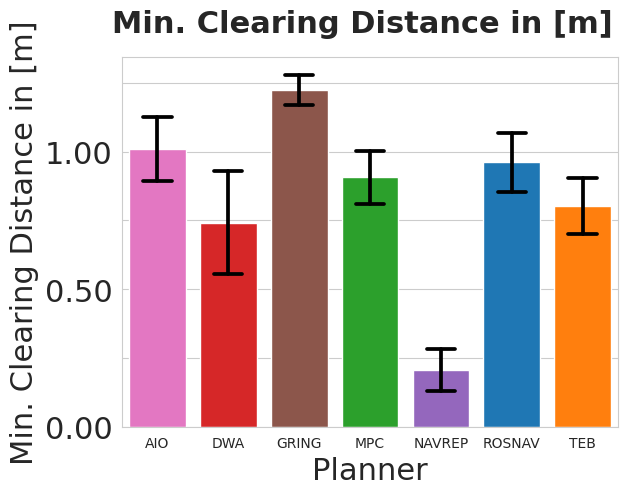 Min. Clearing Distance in [m]
Min. Clearing Distance in [m]
1.00
0.50
0.00
AIO DWA GRING MPC NAVREP ROSNAV TEB
Planner